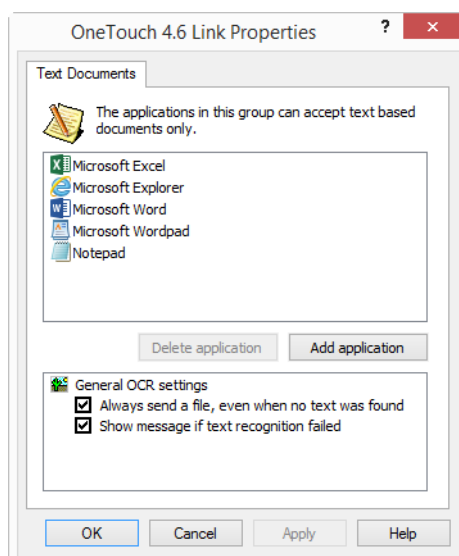 OneTouch 4.6 Link Properties ? ×
Text Documents
The applications in this group can accept text based
documents only.
Microsoft Excel
Microsoft Explorer
Microsoft Word
Microsoft Wordpad
Notepad
Delete application Add application
General OCR settings
Always send a file, even when no text was found
Show message if text recognition failed
OK Cancel Apply Help